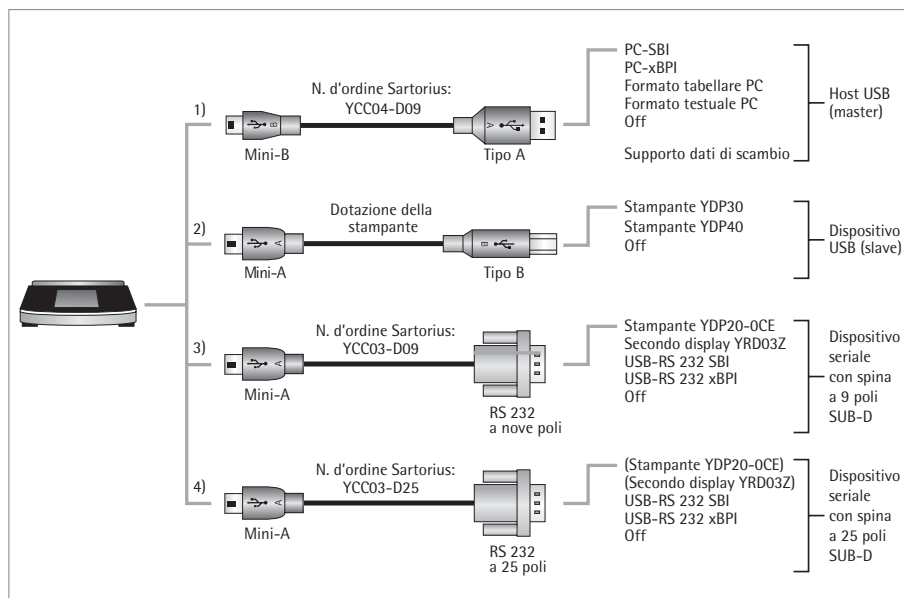 1)
N. d'ordine Sartorius:
YCC04-D09
B
A
Mini-B
Tipo A
PC-SBI
PC-xBPI
Formato tabellare PC
Formato testuale PC
Off
Supporto dati di scambio
Host USB
(master)
2)
Dotazione della
stampante
A
B
Mini-A
Tipo B
Stampante YDP30
Stampante YDP40
Off
Dispositivo
USB (slave)
3)
N. d'ordine Sartorius:
YCC03-D09
A
Mini-A
RS 232
a nove poli
Stampante YDP20-0CE
Secondo display YRD03Z
USB-RS 232 SBI
USB-RS 232 xBPI
Off
Dispositivo
seriale
con spina
a 9 poli
SUB-D
4)
N. d'ordine Sartorius:
YCC03-D25
A
Mini-A
RS 232
a 25 poli
(Stampante YDP20-0CE)
(Secondo display YRD03Z)
USB-RS 232 SBI
USB-RS 232 xBPI
Off
Dispositivo
seriale
con spina
a 25 poli
SUB-D